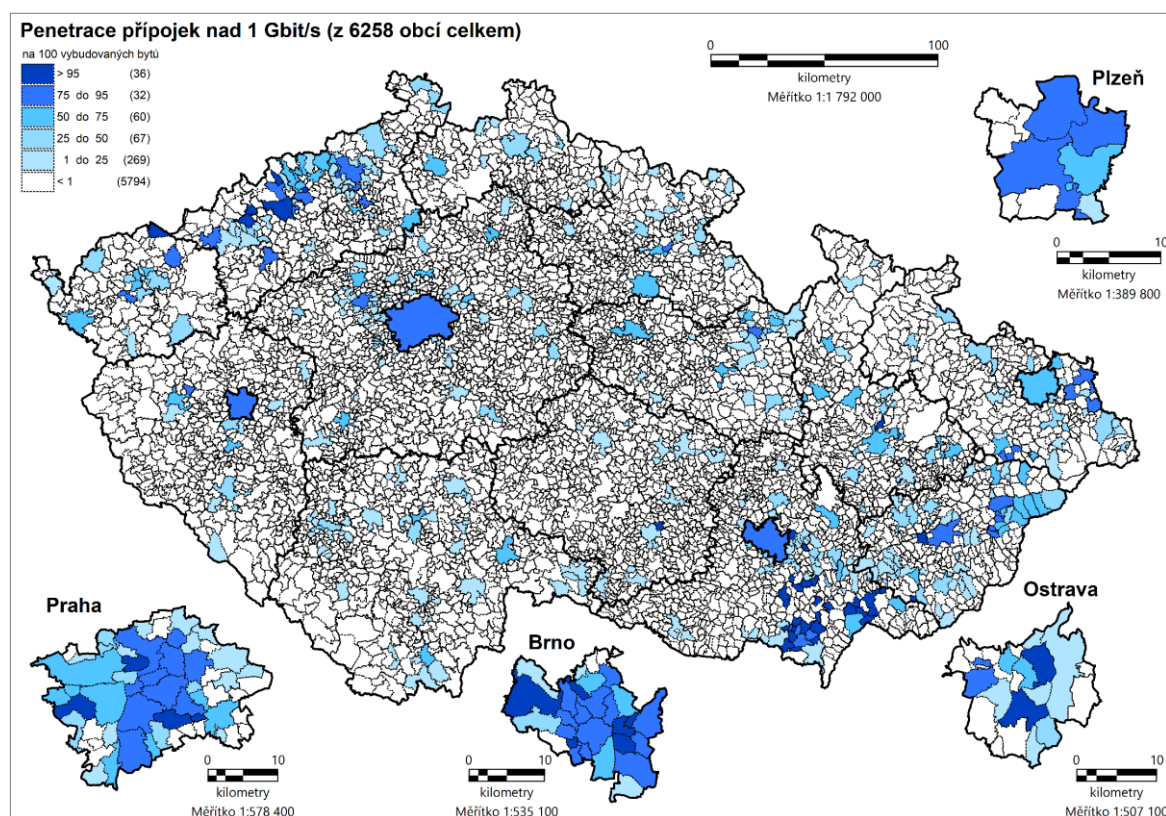 Penetrace přípojek nad 1 Gbit/s (z 6258 obcí celkem)
na 100 vybudovaných bytů
> 95 (36)
75 do 95 (32)
50 do 75 (60)
25 do 50 (67)
1 do 25 (269)
< 1 (5794)
0 100
kilometry
Měřítko 1:1 792 000
Plzeň
0 10
kilometry
Měřítko 1:389 800
Praha
0 10
kilometry
Měřítko 1:578 400
Brno
0 10
kilometry
Měřítko 1:535 100
Ostrava
0 10
kilometry
Měřítko 1:507 100